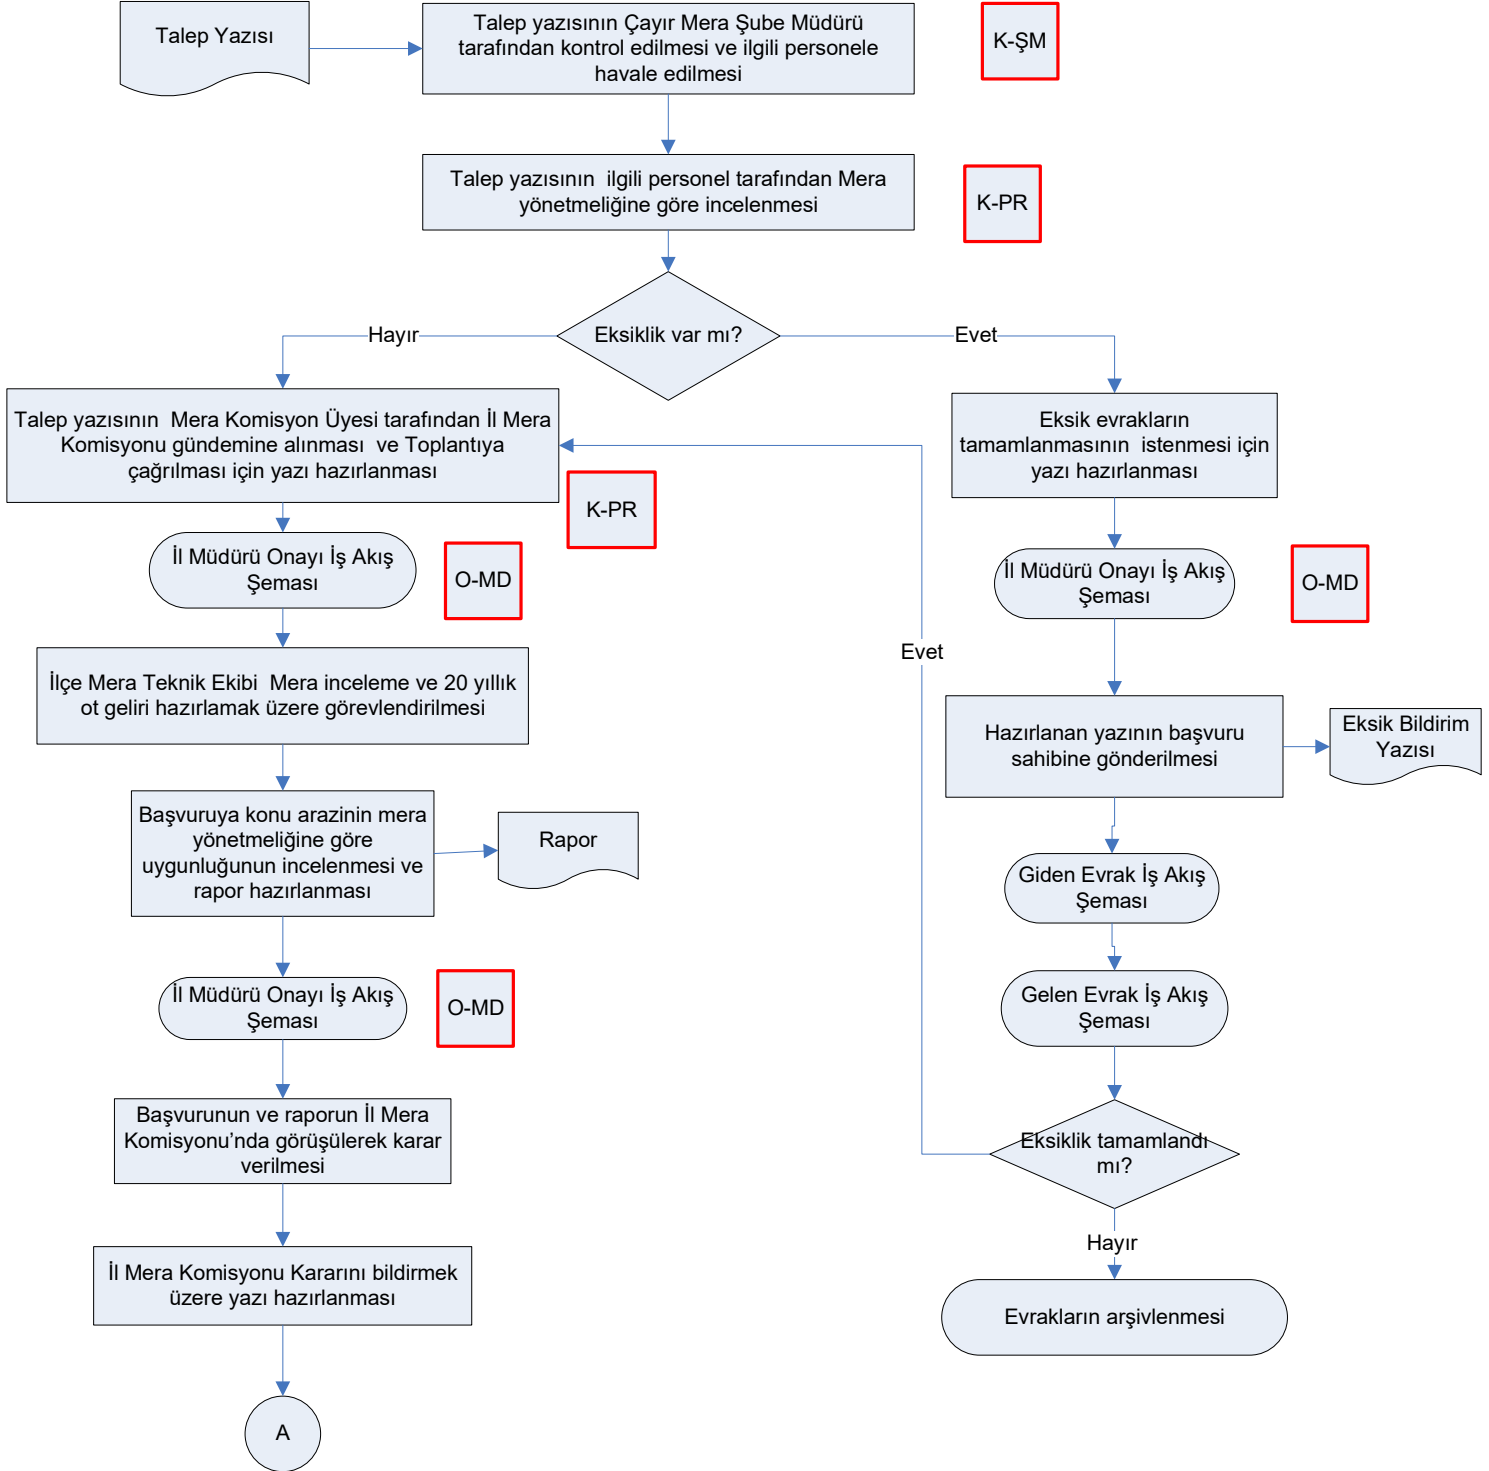 Talep Yazısı
Talep yazısının Çayır Mera Şube Müdürü
tarafından kontrol edilmesi ve ilgili personele
havale edilmesi
K-ŞM
Talep yazısının  ilgili personel tarafından Mera
yönetmeliğine göre incelenmesi
K-PR
Eksiklik var mı?
Hayır
Evet
Talep yazısının  Mera Komisyon Üyesi tarafından İl Mera
Komisyonu gündemine alınması  ve Toplantıya
çağrılması için yazı hazırlanması
K-PR
Eksik evrakların
tamamlanmasının  istenmesi için
yazı hazırlanması
İl Müdürü Onayı İş Akış
Şeması
O-MD
İl Müdürü Onayı İş Akış
Şeması
O-MD
Evet
İlçe Mera Teknik Ekibi  Mera inceleme ve 20 yıllık
ot geliri hazırlamak üzere görevlendirilmesi
Hazırlanan yazının başvuru
sahibine gönderilmesi
Eksik Bildirim
Yazısı
Başvuruya konu arazinin mera
yönetmeliğine göre
uygunluğunun incelenmesi ve
rapor hazırlanması
Rapor
Giden Evrak İş Akış
Şeması
İl Müdürü Onayı İş Akış
Şeması
O-MD
Gelen Evrak İş Akış
Şeması
Başvurunun ve raporun İl Mera
Komisyonu’nda görüşülerek karar
verilmesi
Eksiklik tamamlandı
mı?
Hayır
İl Mera Komisyonu Kararını bildirmek
üzere yazı hazırlanması
Evrakların arşivlenmesi
A